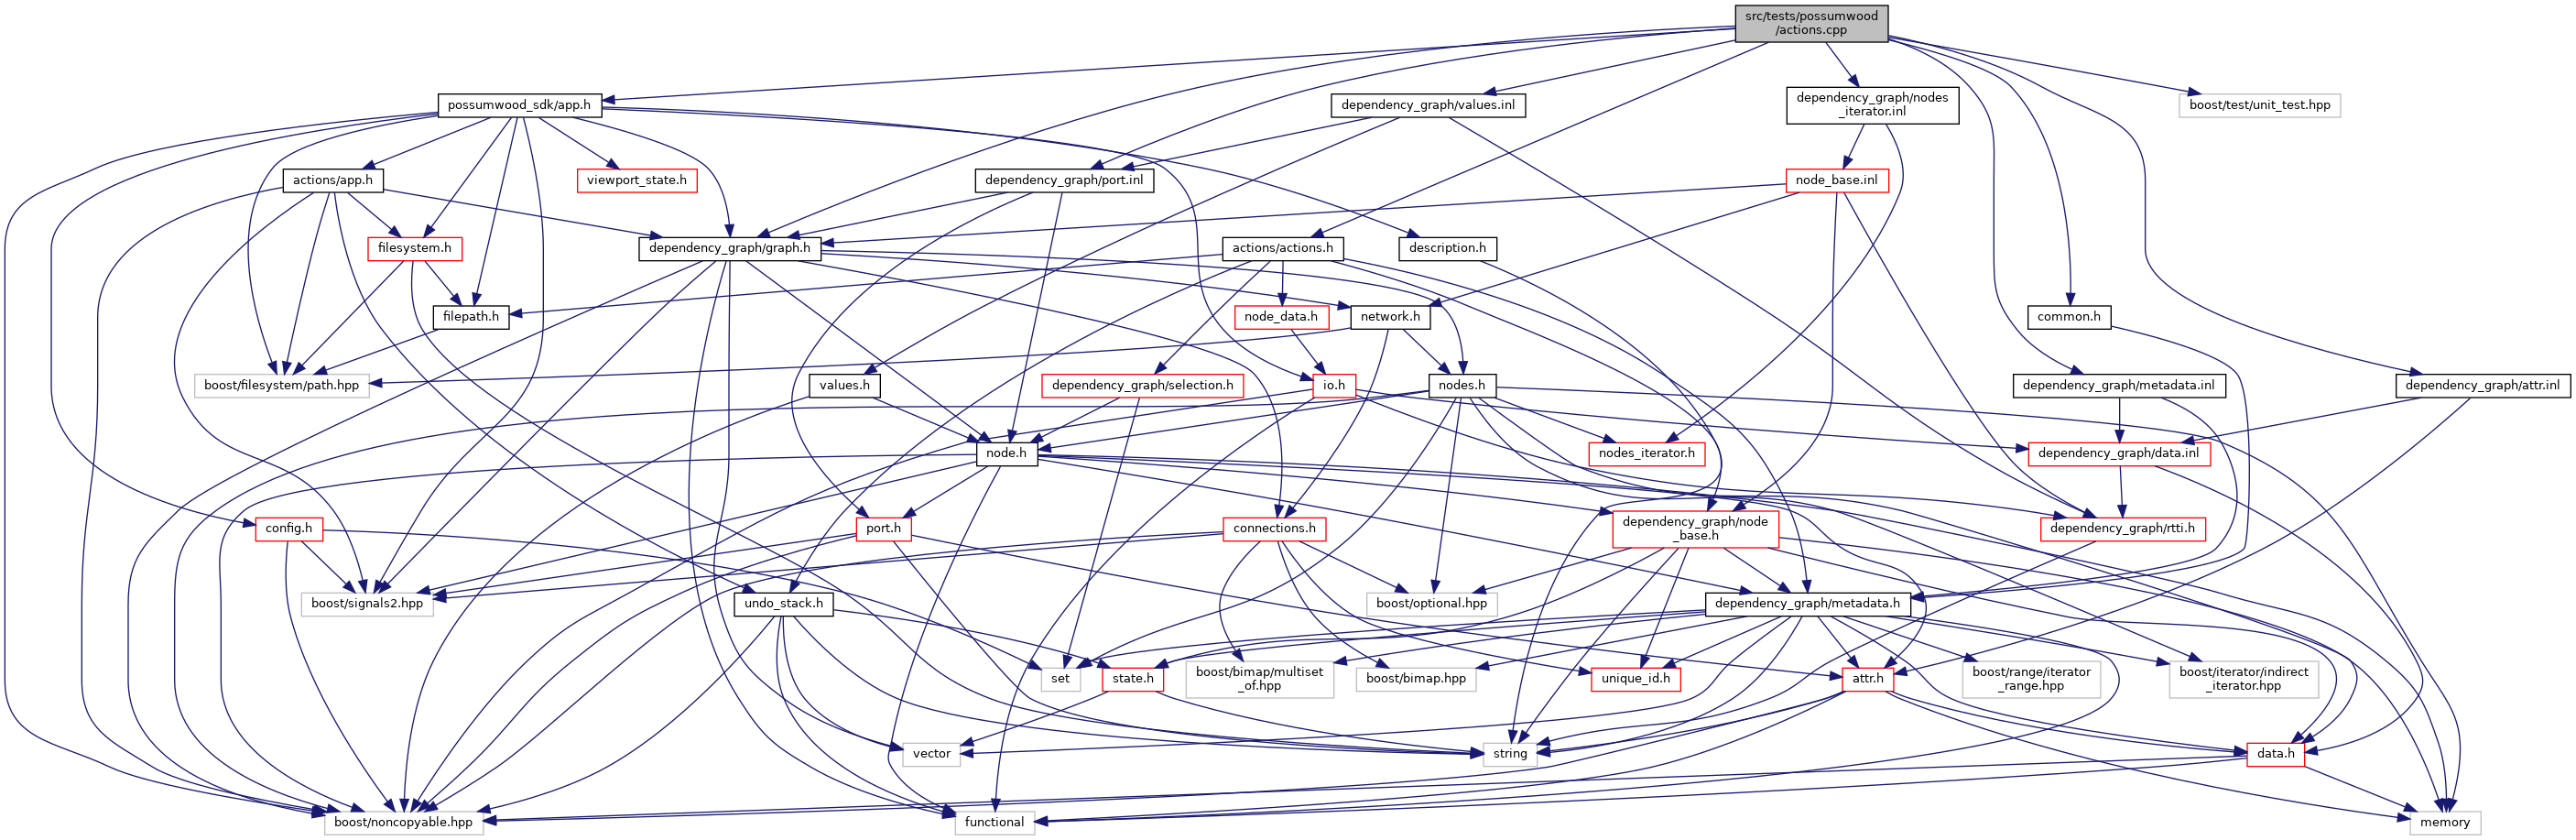 src/tests/possumwood
/actions.cpp
possumwood_sdk/app.h
dependency_graph/values.inl
dependency_graph/nodes
_iterator.inl
boost/test/unit_test.hpp
actions/app.h
viewport_state.h
dependency_graph/port.inl
node_base.inl
filesystem.h
dependency_graph/graph.h
actions/actions.h
description.h
filepath.h
node_data.h
network.h
common.h
boost/filesystem/path.hpp
values.h
dependency_graph/selection.h
io.h
nodes.h
dependency_graph/metadata.inl
dependency_graph/attr.inl
node.h
nodes_iterator.h
dependency_graph/data.inl
config.h
port.h
connections.h
dependency_graph/node
_base.h
dependency_graph/rtti.h
boost/signals2.hpp
undo_stack.h
boost/optional.hpp
dependency_graph/metadata.h
set
state.h
boost/bimap/multiset
_of.hpp
boost/bimap.hpp
unique_id.h
attr.h
boost/range/iterator
_range.hpp
boost/iterator/indirect
_iterator.hpp
vector
string
data.h
boost/noncopyable.hpp
functional
memory